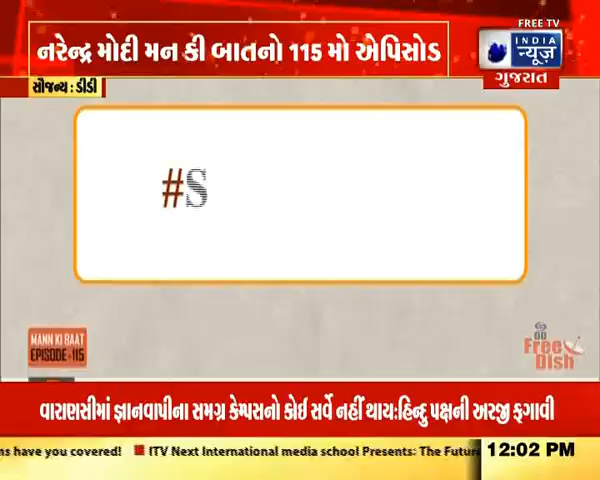 FREE TV
નરેન્દ્ર મોદી મન કી બાતનો 115 મો એપિસોડ
INDIA
न्यूज़
ગુજરાત
સૌજન્ય : ડીડી
#S
MANN KI BAAT
EPISODE-115
DD
Free
Dish
વારાણસીમાં જ્ઞાનવાપીના સમગ્ર કેમ્પસનો કોઈ સર્વે નહીં થાય:હિન્દુ પક્ષની અરજી ફગાવી
ns have you covered! ITV Next International media school Presents: The Futur
12:02 PM